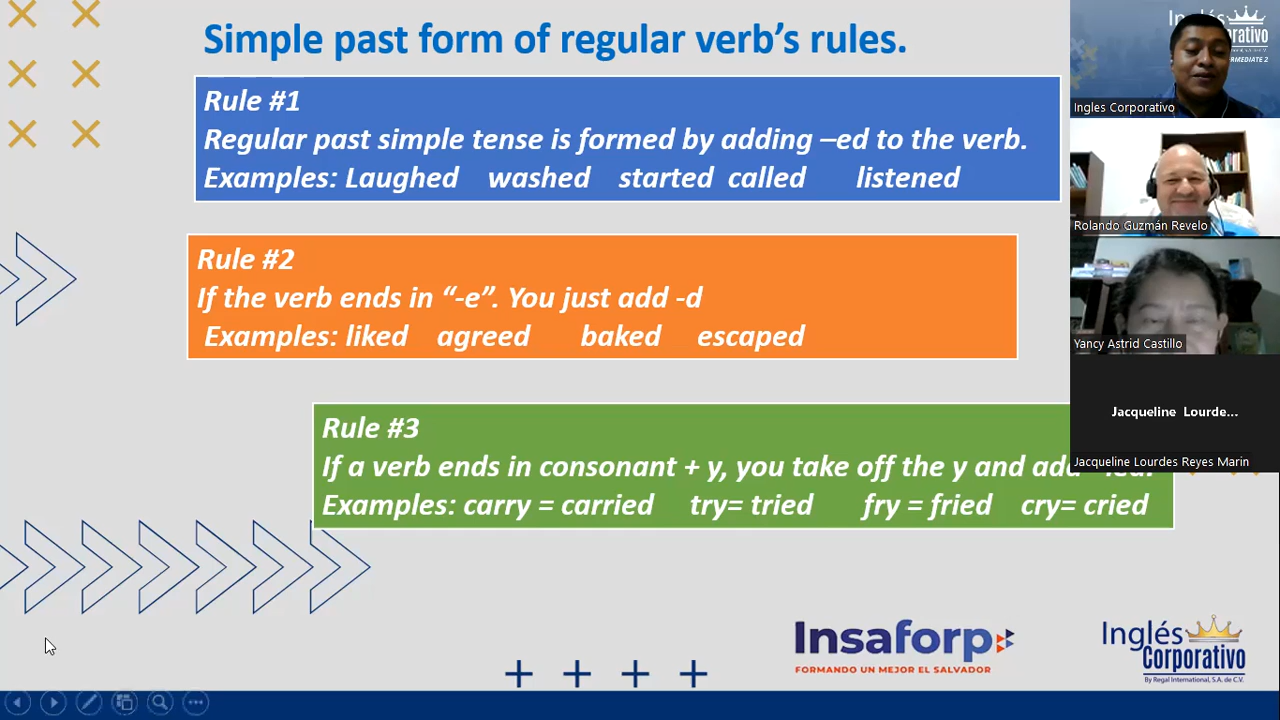 Simple past form of regular verb's rules.
Rule #1
Regular past simple tense is formed by adding –ed to the verb.
Examples: Laughed washed started called listened
Rule #2
If the verb ends in “-e”. You just add -d
Examples: liked agreed baked escaped
Rule #3
If a verb ends in consonant + y, you take off the y and add
Examples: carry = carried try= tried fry = fried cry= cried
Insaforp
FORMANDO UN MEJOR EL SALVADOR
Inglés
Corporativo
By Regal International, S.A. de C.V.
Ingles Corporativo
Rolando Guzmán Revelo
Yancy Astrid Castillo
Jacqueline Lourde...
Jacqueline Lourdes Reyes Marin